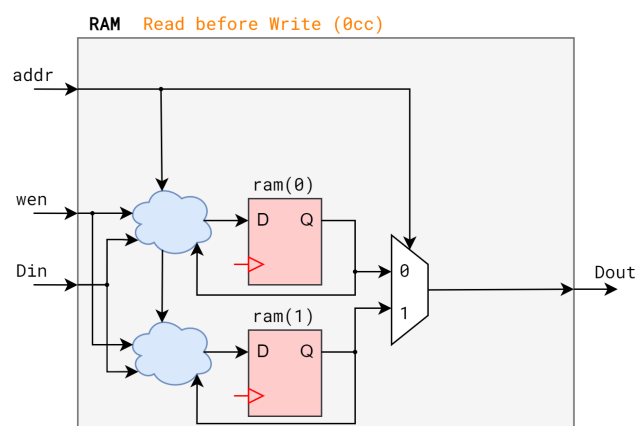 RAM Read before Write (0cc)
addr
ram(0)
wen
D Q
Din
0
Dout
ram(1)
1
D Q